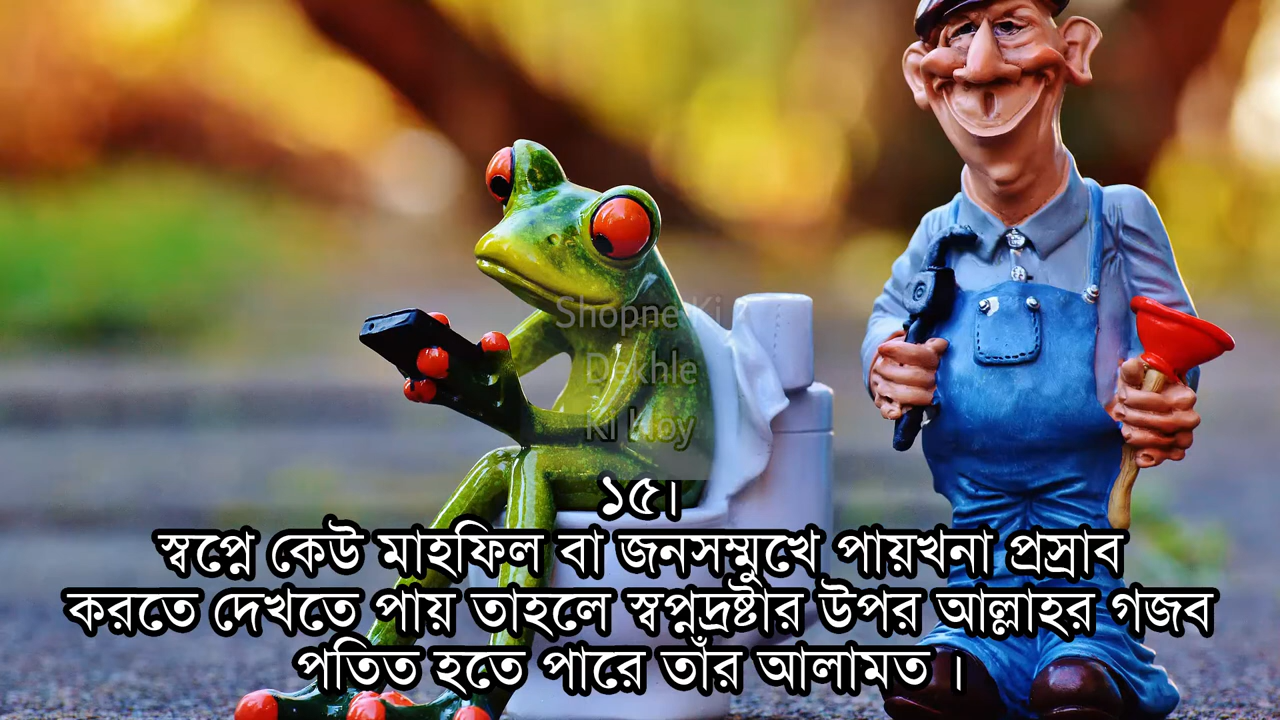 Shopne Ki
Dekhle
Ki Hoy
১৫।
স্বপ্নে কেউ মাহফিল বা জনসম্মুখে পায়খনা প্রস্রাব
করতে দেখতে পায় তাহলে স্বপ্নদ্রষ্টার উপর আল্লাহর গজব
পতিত হতে পারে তাঁর আলামত ।